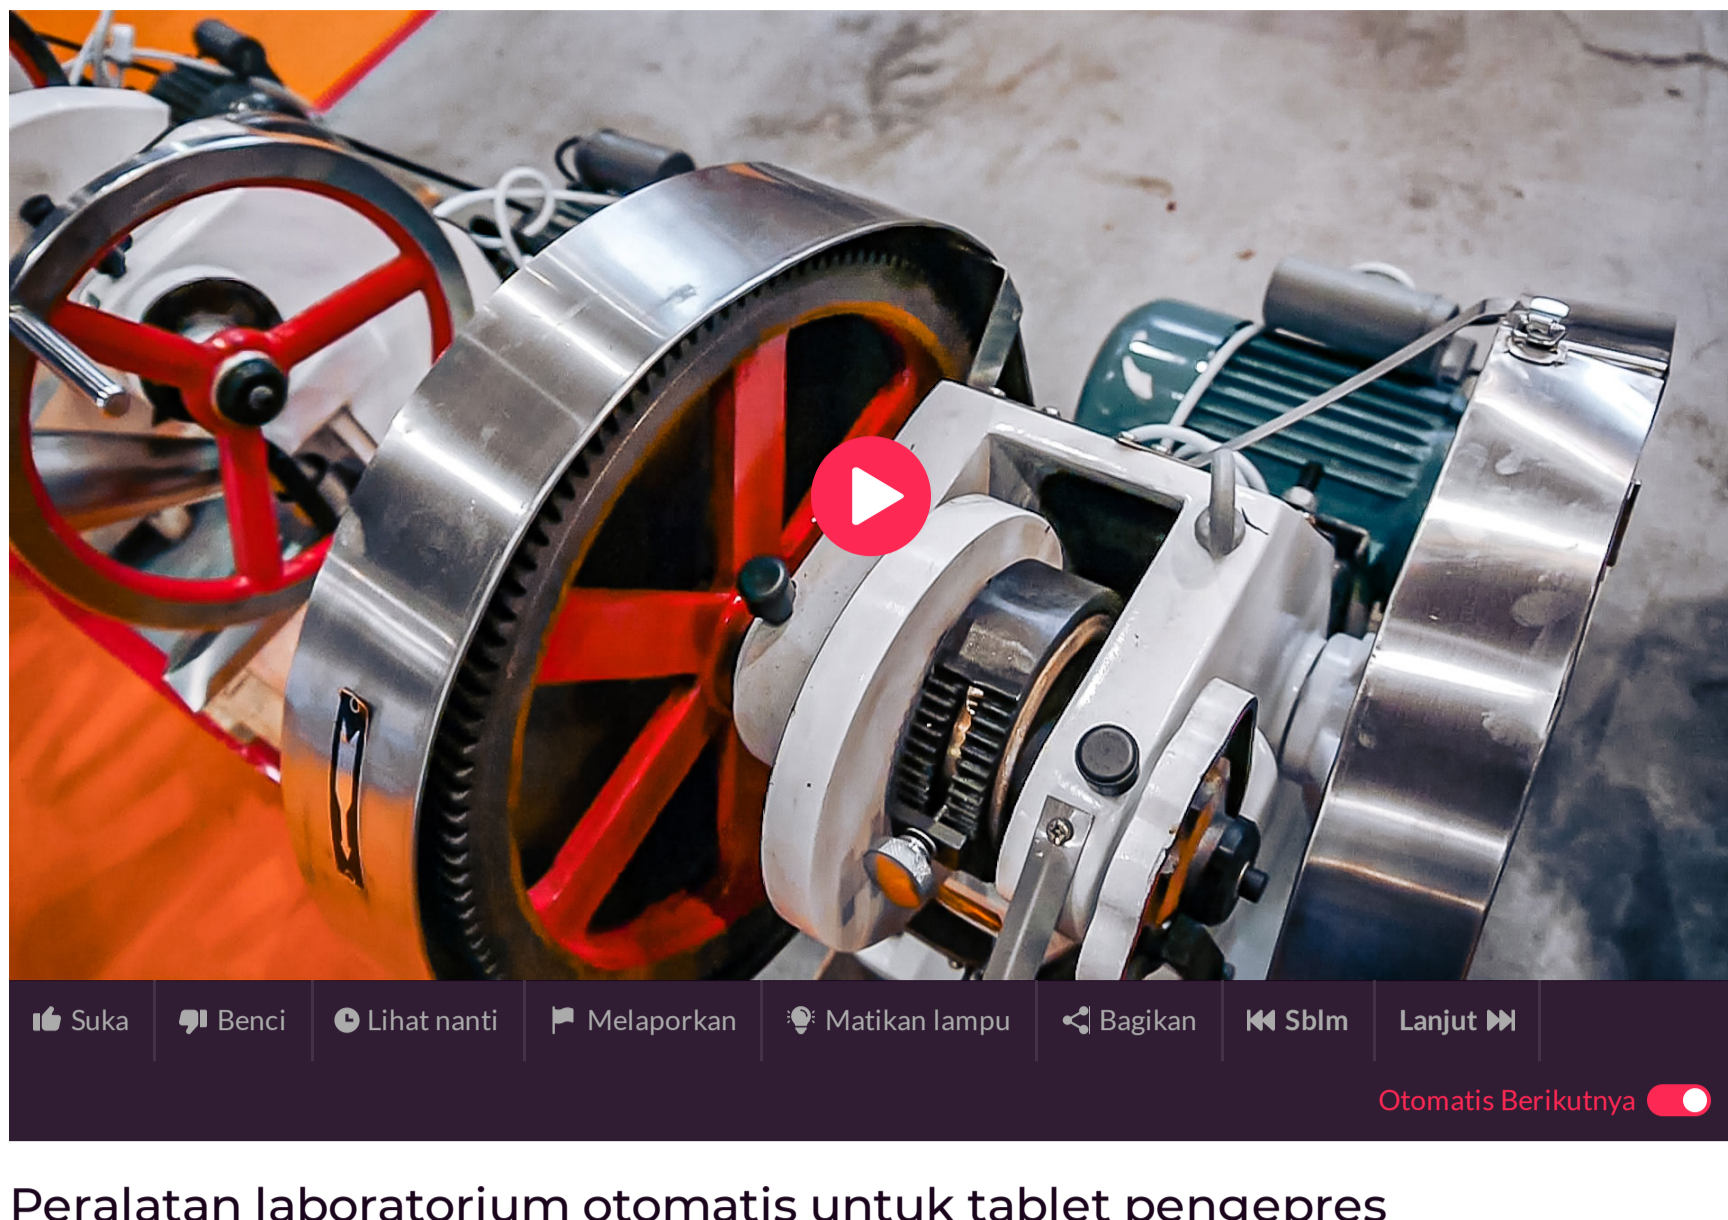 Suka
Benci
Lihat nanti
Melaporkan
Matikan lampu
Bagikan
Sblm
Lanjut
Otomatis Berikutnya
Peralatan laboratorium otomatis untuk tablet pengepres